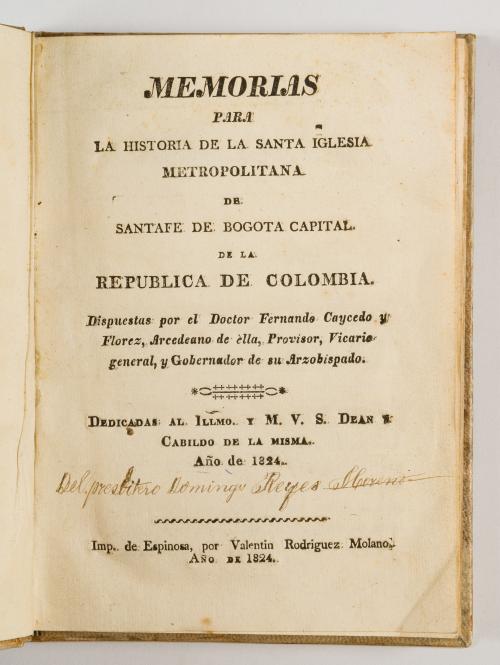 MEMORIAS
PARA
LA HISTORIA DE LA SANTA IGLESIA
METROPOLITANA
DE
SANTAFE DE BOGOTA CAPITAL.
DE LA
REPUBLICA DE COLOMBIA.
Dispuestas por el Doctor Fernando Caycedo y
Florez, Arcedeano de èlla, Provisor, Vicario
general, y Gobernador de su Arzobispado.
DEDICADAS AL ILLMO. Y M. V. S. DEAN Y
CABILDO DE LA MISMA.
Año de 1824.
Del presbitero Domingo Reyes Moreno
Imp. de Espinosa, por Valentin Rodriguez Molano.
AÑO DE 1824.